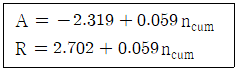 A = −2.319 + 0.059 n_cum
R = 2.702 + 0.059 n_cum